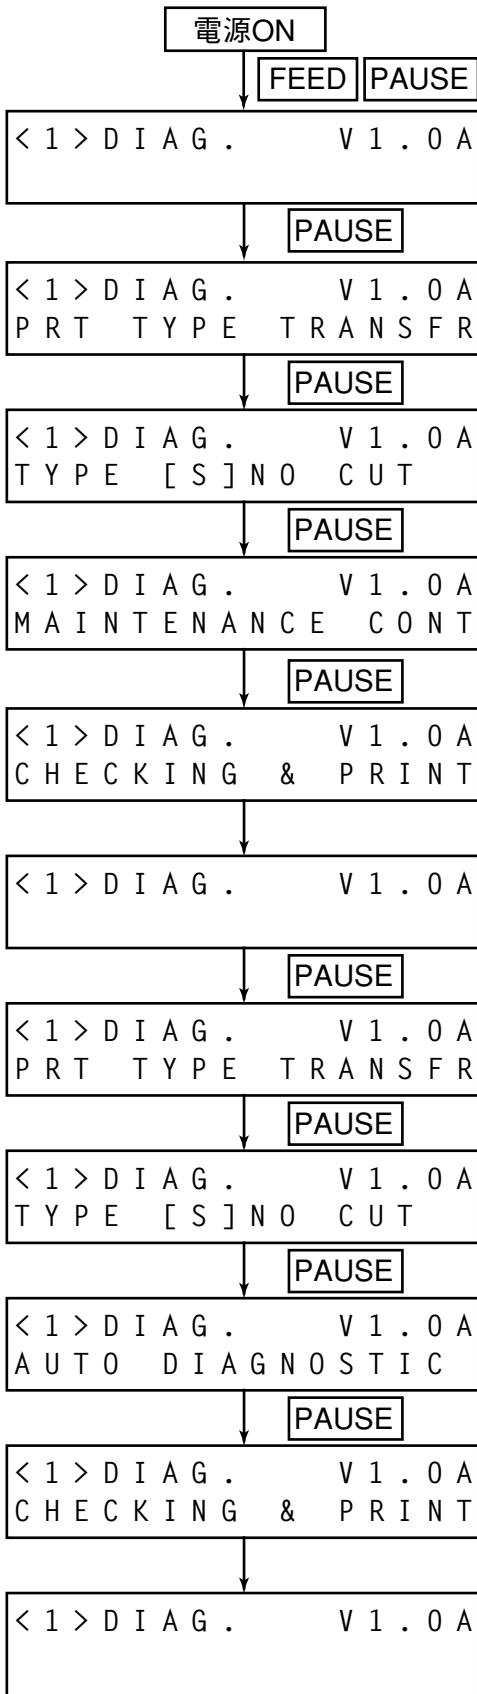 電源ON
FEED PAUSE
<1>DIAG. V1.0A
PAUSE
<1>DIAG. V1.0A
PRT TYPE TRANSFR
PAUSE
<1>DIAG. V1.0A
TYPE [S]NO CUT
PAUSE
<1>DIAG. V1.0A
MAINTENANCE CONT
PAUSE
<1>DIAG. V1.0A
CHECKING & PRINT
<1>DIAG. V1.0A
PAUSE
<1>DIAG. V1.0A
PRT TYPE TRANSFR
PAUSE
<1>DIAG. V1.0A
TYPE [S]NO CUT
PAUSE
<1>DIAG. V1.0A
AUTO DIAGNOSTIC
PAUSE
<1>DIAG. V1.0A
CHECKING & PRINT
<1>DIAG. V1.0A